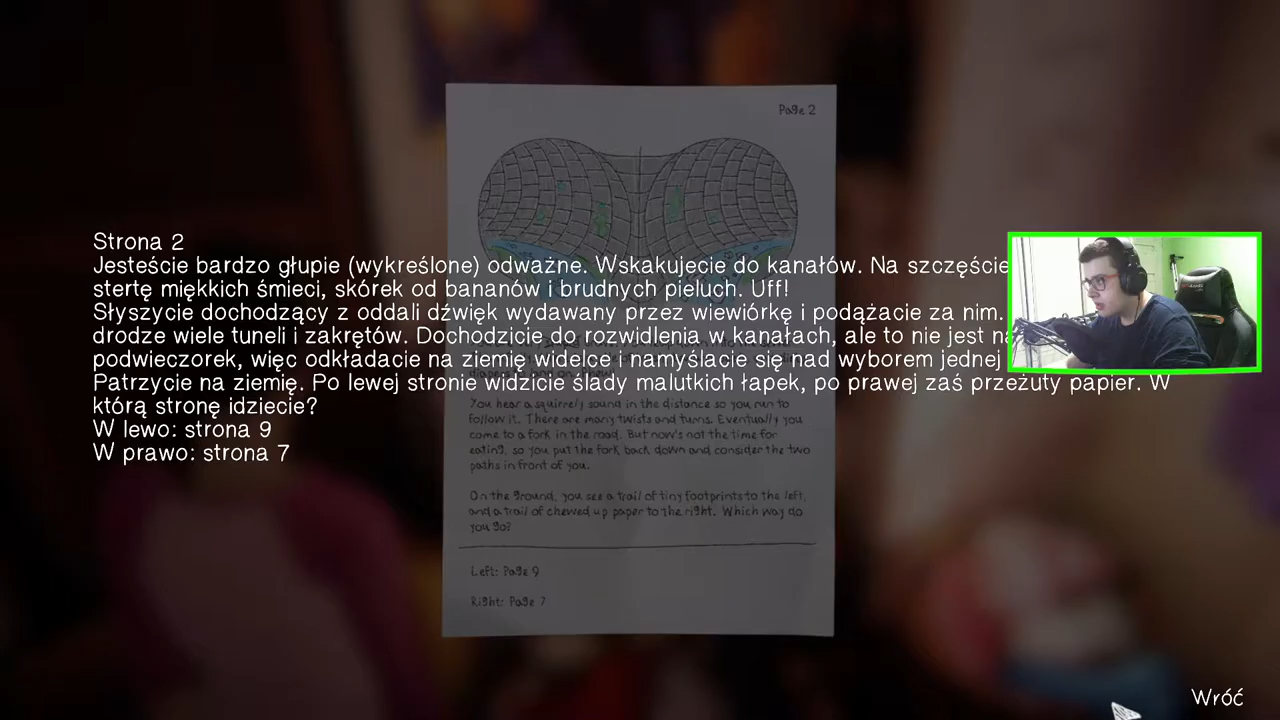 Page 2
Strona 2
Jesteście bardzo głupie (wykreślone) odważne. Wskakujecie do kanałów. Na szczęście
stertę miękkich śmieci, skórek od bananów i brudnych pieluch. Uff!
Słyszycie dochodzący z oddali dźwięk wydawany przez wiewiórkę i podążacie za nim.
drodze wiele tuneli i zakrętów. Dochodzicie do rozwidlenia w kanałach, ale to nie jest
podwieczorek, więc odkładacie na ziemię widelce i namyślacie się nad wyborem jednej
Patrzycie na ziemię. Po lewej stronie widzicie ślady malutkich łapek, po prawej zaś przeżuty papier. W
którą stronę idziecie?
W lewo: strona 9
W prawo: strona 7
You hear a squirrely sound in the distance so you run to
follow it. There are many twists and turns. Eventually you
come to a fork in the road. But now's not the time for
eating, so you put the fork back down and consider the two
paths in front of you.
On the ground, you see a trail of tiny footprints to the left,
and a trail of chewed up paper to the right. Which way do
you go?
Left: Page 9
Right: Page 7
Wróć